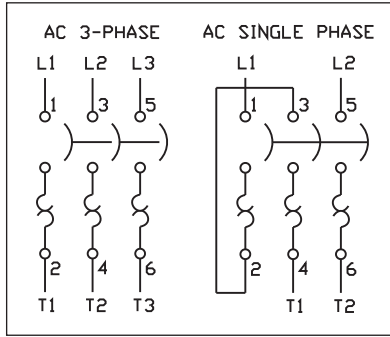 AC 3-PHASE
L1 L2 L3
1 3 5
2 4 6
T1 T2 T3
AC SINGLE PHASE
L1 L2
1 3 5
2 4 6
T1 T2